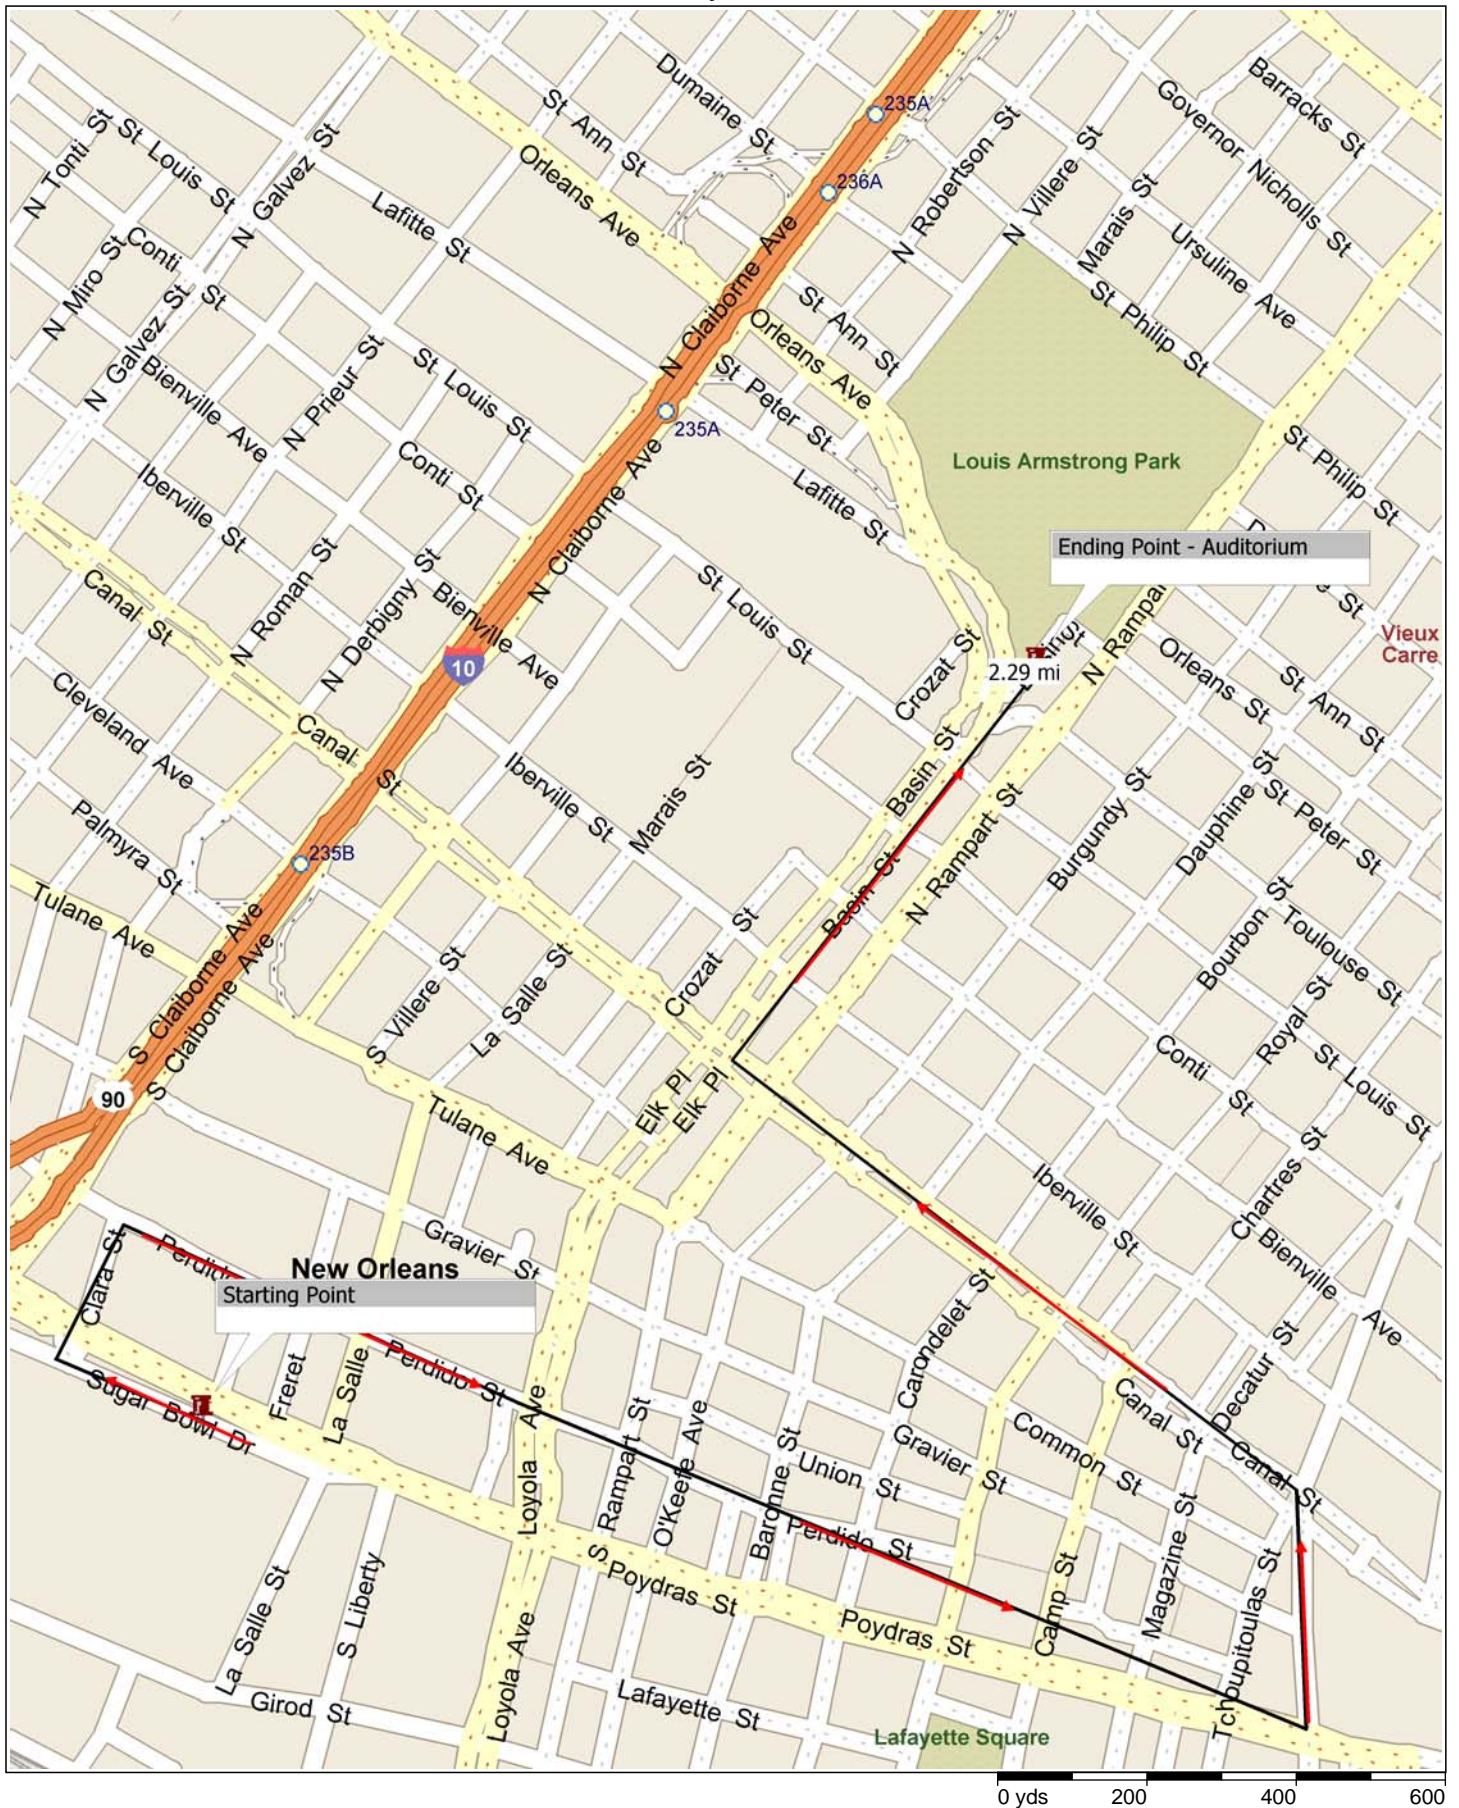 Dumaine St
Barracks St
235A
Governor Nicholls St
St Ann St
N Tonti St
St Louis St
N Galvez St
Orleans Ave
N Robertson St
N Villere St
236A
Marais St
Lafitte St
Ursuline Ave
Conti St
N Miro St
N Claiborne Ave
St Ann St
St Philip St
N Galvez St
Orleans Ave
Bienville Ave
N Prieur St
St Louis St
St Peter St
235A
Conti St
N Claiborne Ave
Louis Armstrong Park
St Philip St
Iberville St
Lafitte St
Ending Point - Auditorium
N Roman St
N Derbigny St
Bienville Ave
Canal St
St Louis St
St
Vieux
Carre
10
Crozat St
2.29 mi
N Rampar
Orleans St
St Ann St
Cleveland Ave
Canal St
Iberville St
Marais St
Basin St
N Rampart St
Burgundy St
Dauphine St
St Peter St
Palmyra St
235B
Basin St
Tulane Ave
S Claiborne Ave
S Claiborne Ave
Crozat St
Bourbon St
Toulouse St
S Villere St
La Salle St
Royal St
Conti St
St Louis St
90
Elk Pl
Elk Pl
Tulane Ave
Iberville St
Chartres St
Bienville Ave
Clara St
Perdido
Gravier St
New Orleans
Starting Point
Carondelet St
Decatur St
Perdido St
Freret
La Salle
Sugar Bowl Dr
Canal St
Canal St
Loyola Ave
S Rampart St
O'Keefe Ave
Baronne St
Union St
Gravier St
Common St
Perdido St
Magazine St
Camp St
Tchoupitoulas St
La Salle St
S Liberty
Poydras St
Poydras St
Loyola Ave
Girod St
Lafayette St
Lafayette Square
0 yds 200 400 600